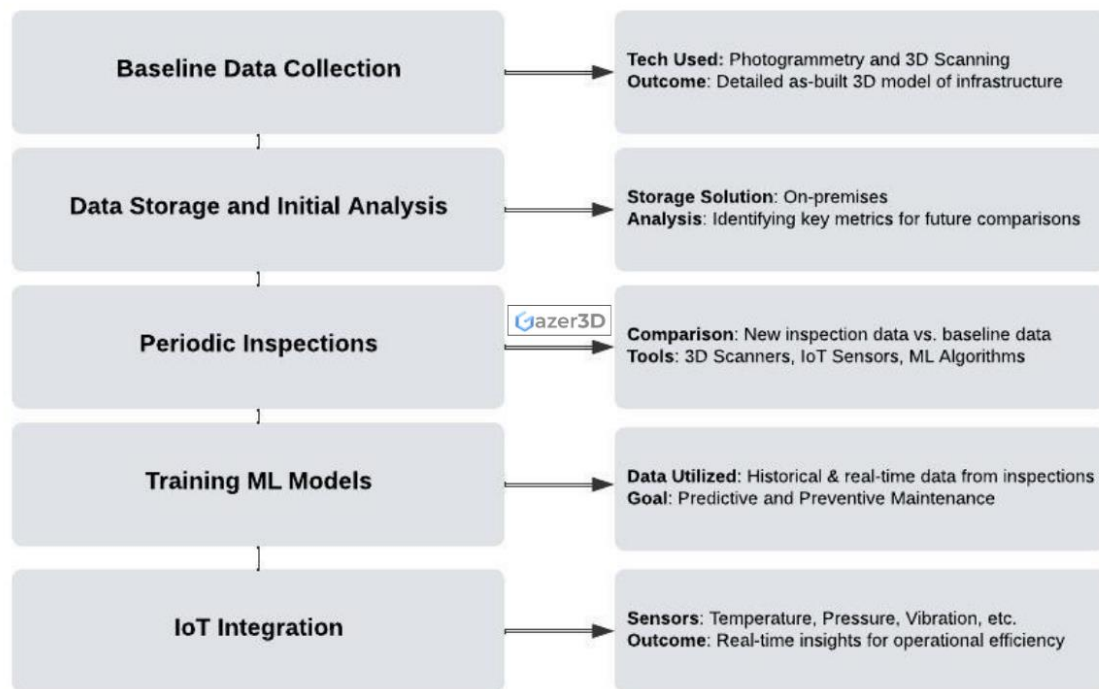 Baseline Data Collection
Tech Used: Photogrammetry and 3D Scanning
Outcome: Detailed as-built 3D model of infrastructure
Data Storage and Initial Analysis
Storage Solution: On-premises
Analysis: Identifying key metrics for future comparisons
Periodic Inspections
Gazer3D
Comparison: New inspection data vs. baseline data
Tools: 3D Scanners, IoT Sensors, ML Algorithms
Training ML Models
Data Utilized: Historical & real-time data from inspections
Goal: Predictive and Preventive Maintenance
IoT Integration
Sensors: Temperature, Pressure, Vibration, etc.
Outcome: Real-time insights for operational efficiency